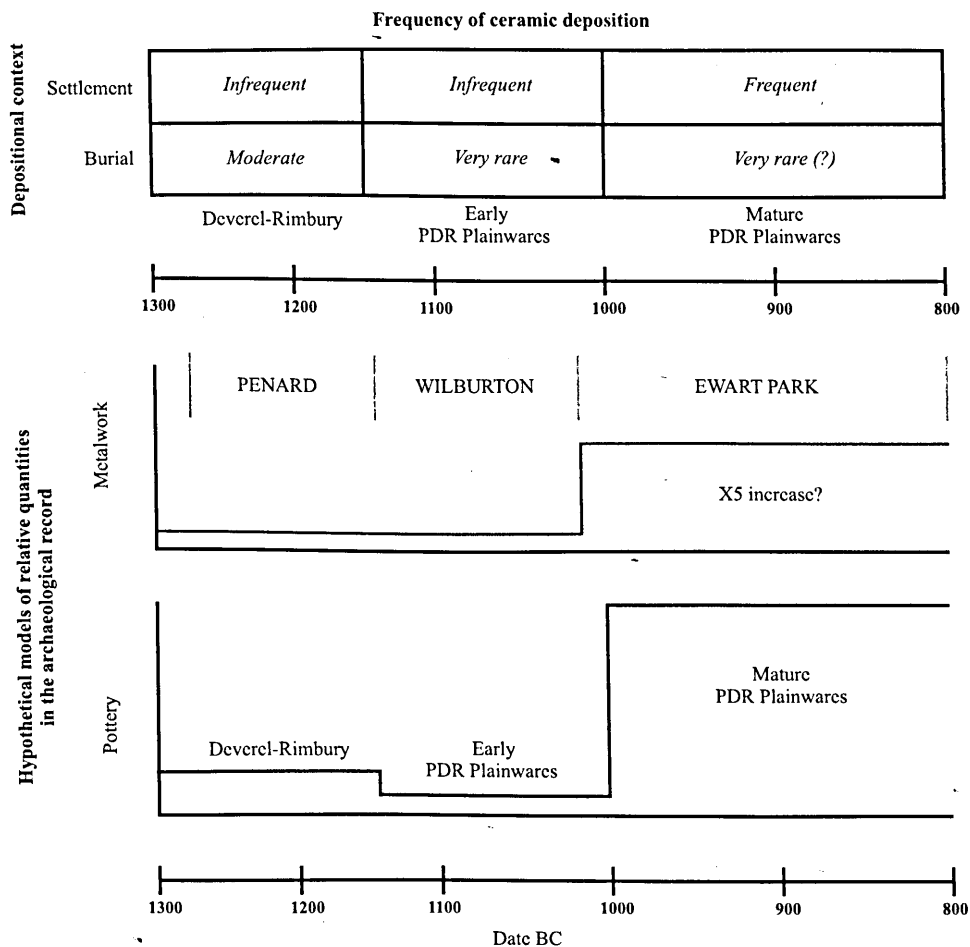 Frequency of ceramic deposition
Depositional context
Settlement
Infrequent
Infrequent
Frequent
Burial
Moderate
Very rare
Very rare (?)
Deverel-Rimbury
Early
PDR Plainwares
Mature
PDR Plainwares
1300
1200
1100
1000
900
800
Hypothetical models of relative quantities
in the archaeological record
Metalwork
PENARD
WILBURTON
EWART PARK
X5 increase?
Pottery
Deverel-Rimbury
Early
PDR Plainwares
Mature
PDR Plainwares
1300
1200
1100
1000
900
800
Date BC